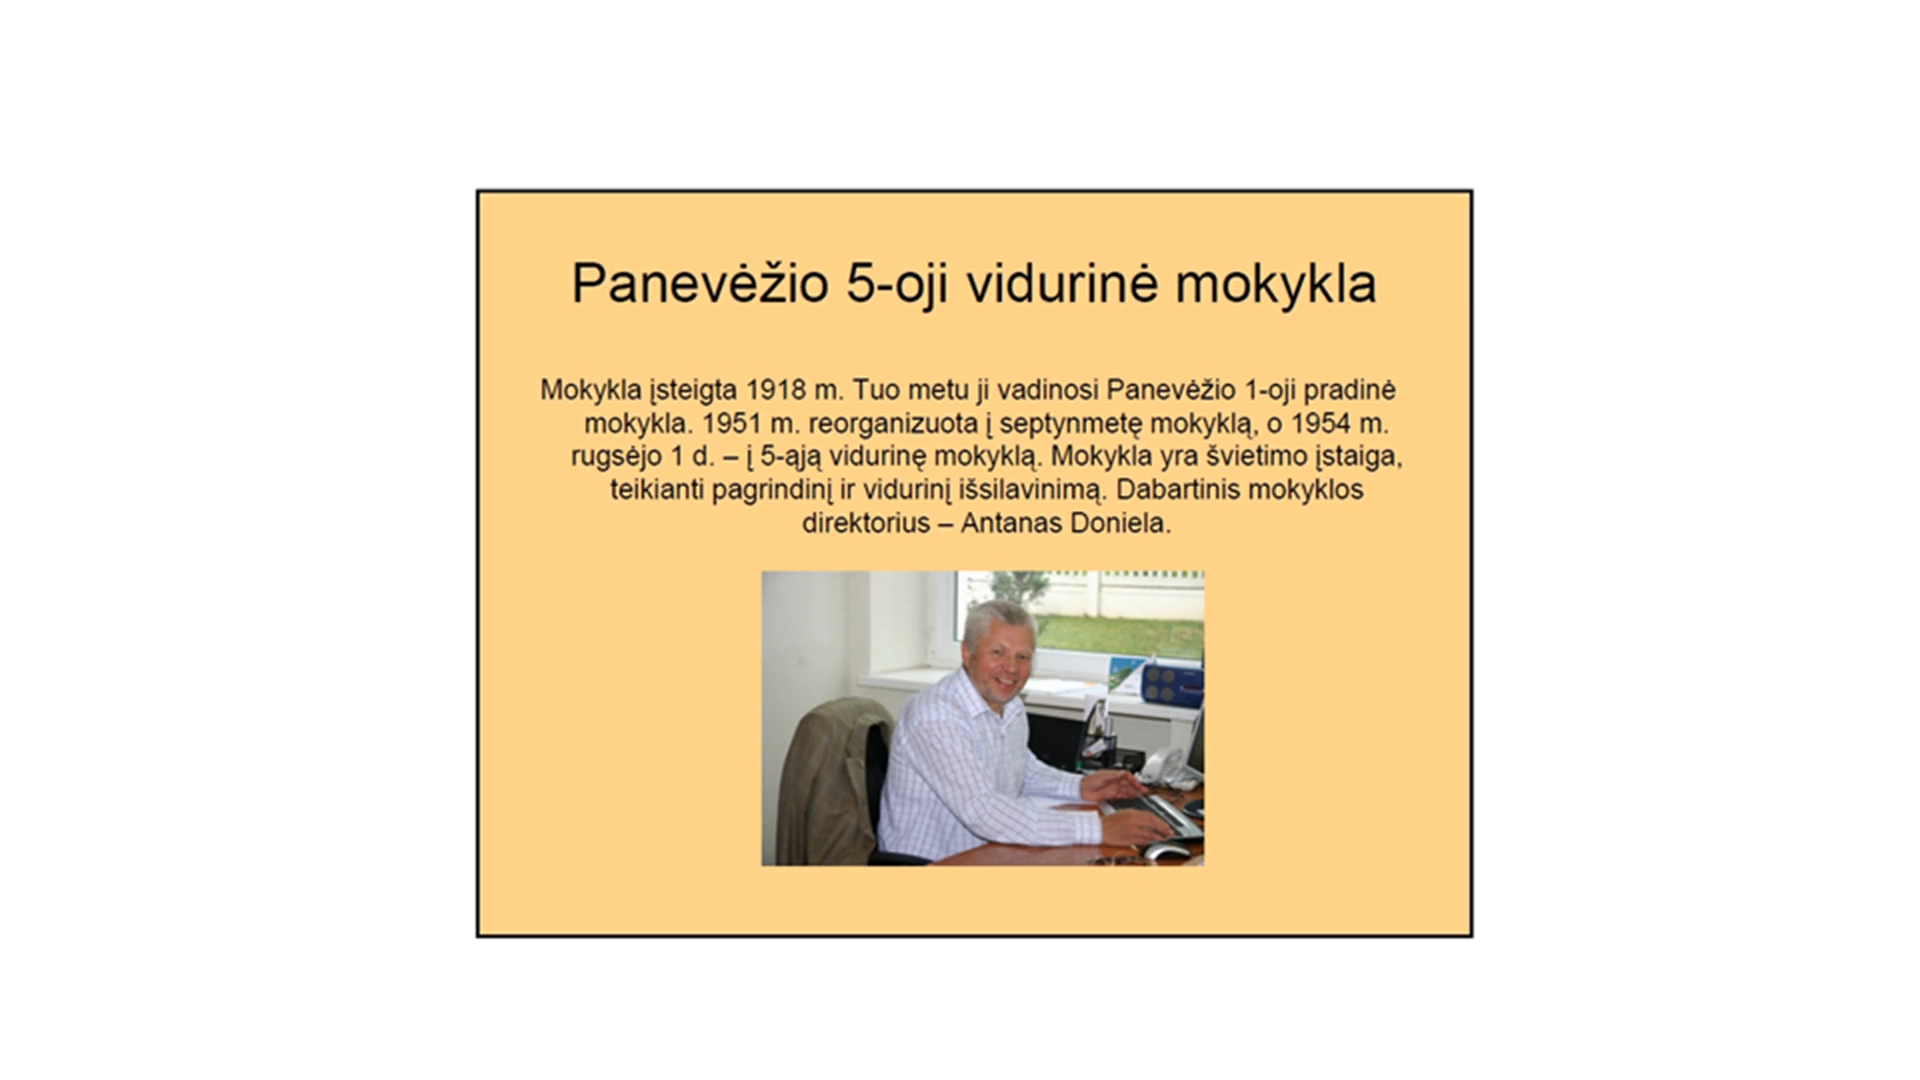 Panevėžio 5-oji vidurinė mokykla
Mokykla įsteigta 1918 m. Tuo metu ji vadinosi Panevėžio 1-oji pradinė
mokykla. 1951 m. reorganizuota į septynmetę mokyklą, o 1954 m.
rugsėjo 1 d. – į 5-ąją vidurinę mokyklą. Mokykla yra švietimo įstaiga,
teikianti pagrindinį ir vidurinį išsilavinimą. Dabartinis mokyklos
direktorius – Antanas Doniela.